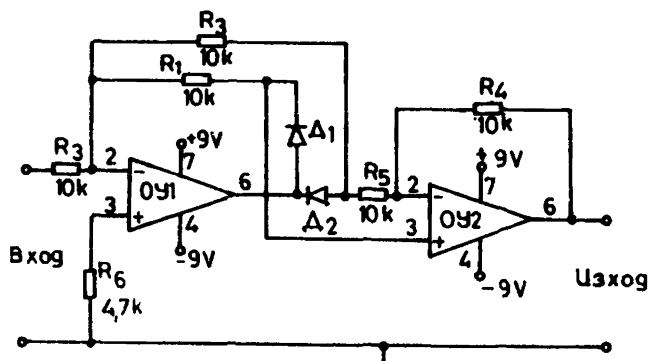 R3
10k
R1
10k
R4
10k
Д1
+9V
7
+9V
7
R3
10k
2
-
ОУ1
6
Д2
R5
10k
2
-
ОУ2
6
3
+
4
-9V
3
+
4
-9V
Вход
R6
4,7k
Изход